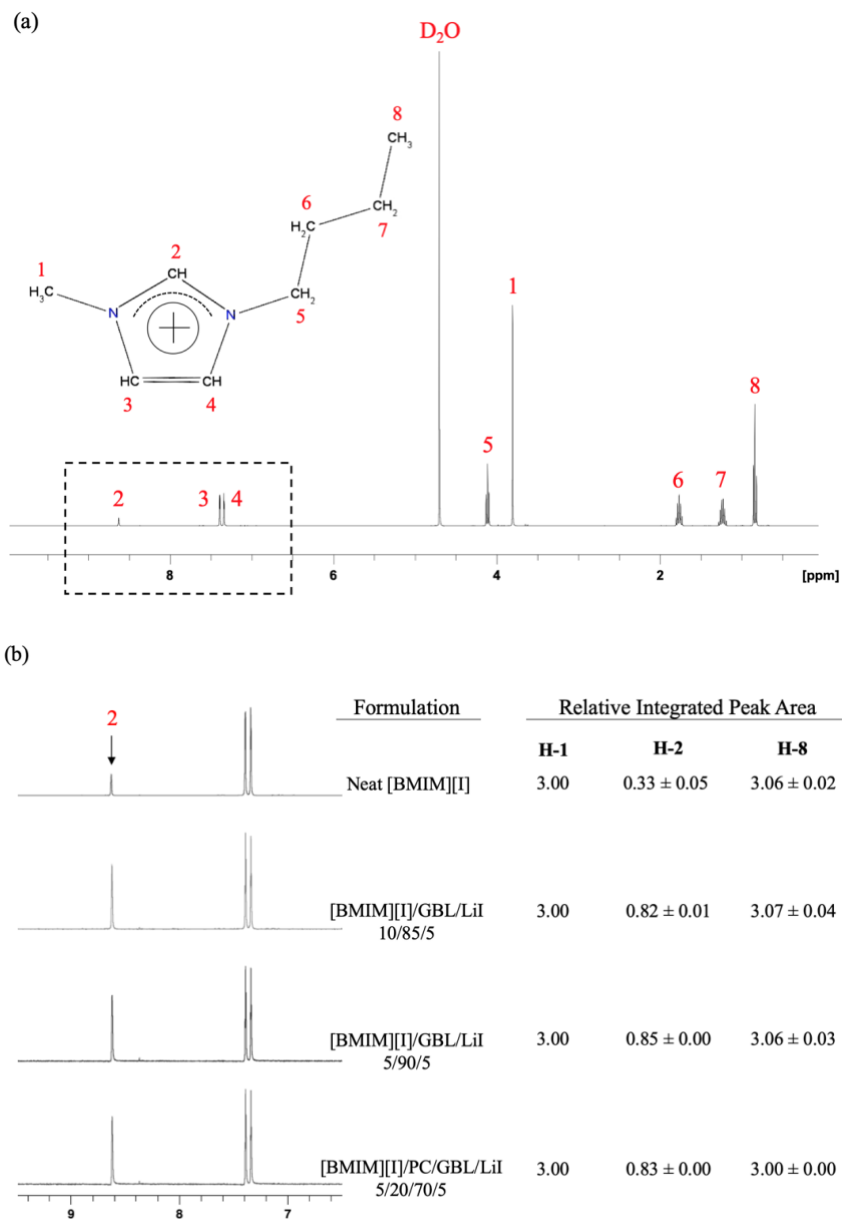 (a)
D₂O
8
CH₃
6
H₂C
CH₂
7
2
CH
1
H₃C
N
N
CH₂
5
HC
CH
3
4
1
8
5
6
7
2
3
4
8
6
4
2
[ppm]
(b)
Formulation
Relative Integrated Peak Area
2
H-1
H-2
H-8
Neat [BMIM][I]
3.00
0.33 ± 0.05
3.06 ± 0.02
[BMIM][I]/GBL/LiI
10/85/5
3.00
0.82 ± 0.01
3.07 ± 0.04
[BMIM][I]/GBL/LiI
5/90/5
3.00
0.85 ± 0.00
3.06 ± 0.03
[BMIM][I]/PC/GBL/LiI
5/20/70/5
3.00
0.83 ± 0.00
3.00 ± 0.00
9
8
7